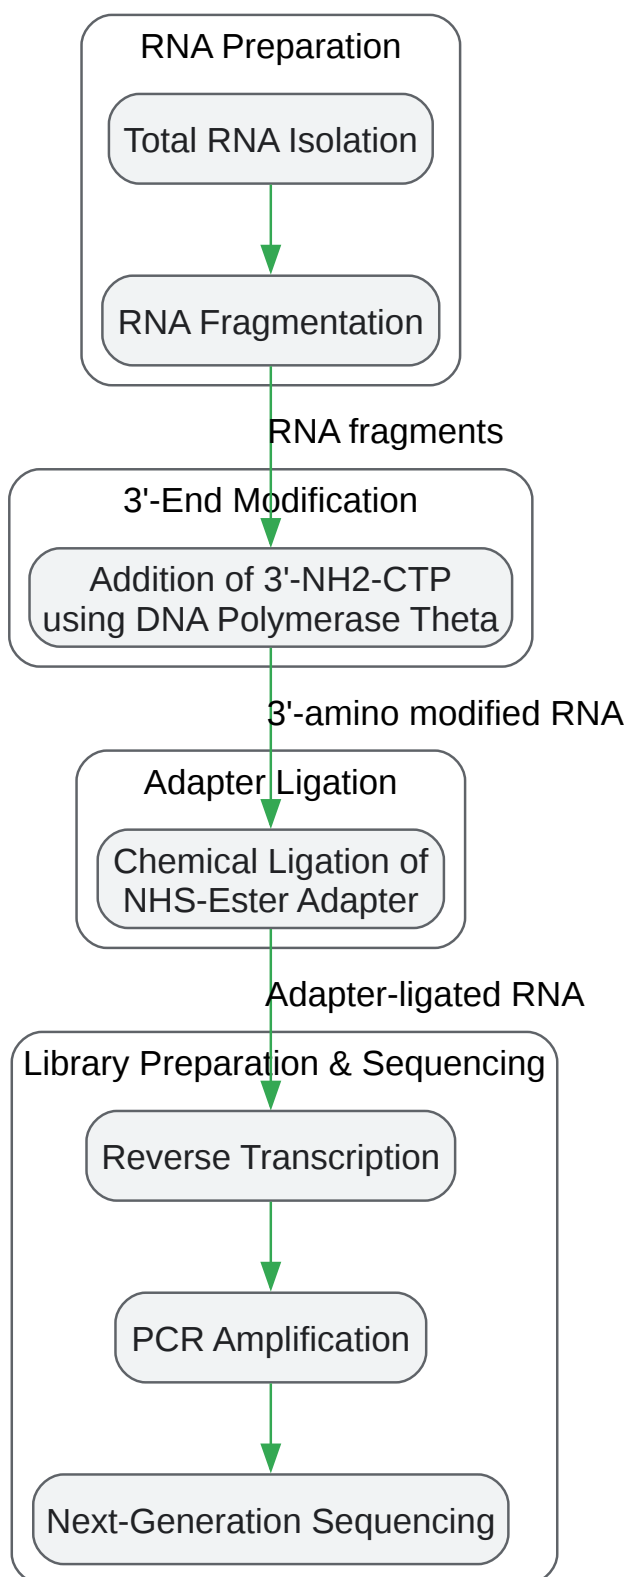 RNA Preparation
Total RNA Isolation
RNA Fragmentation
RNA fragments
3'-End Modification
Addition of 3'-NH2-CTP
using DNA Polymerase Theta
3'-amino modified RNA
Adapter Ligation
Chemical Ligation of
NHS-Ester Adapter
Adapter-ligated RNA
Library Preparation & Sequencing
Reverse Transcription
PCR Amplification
Next-Generation Sequencing